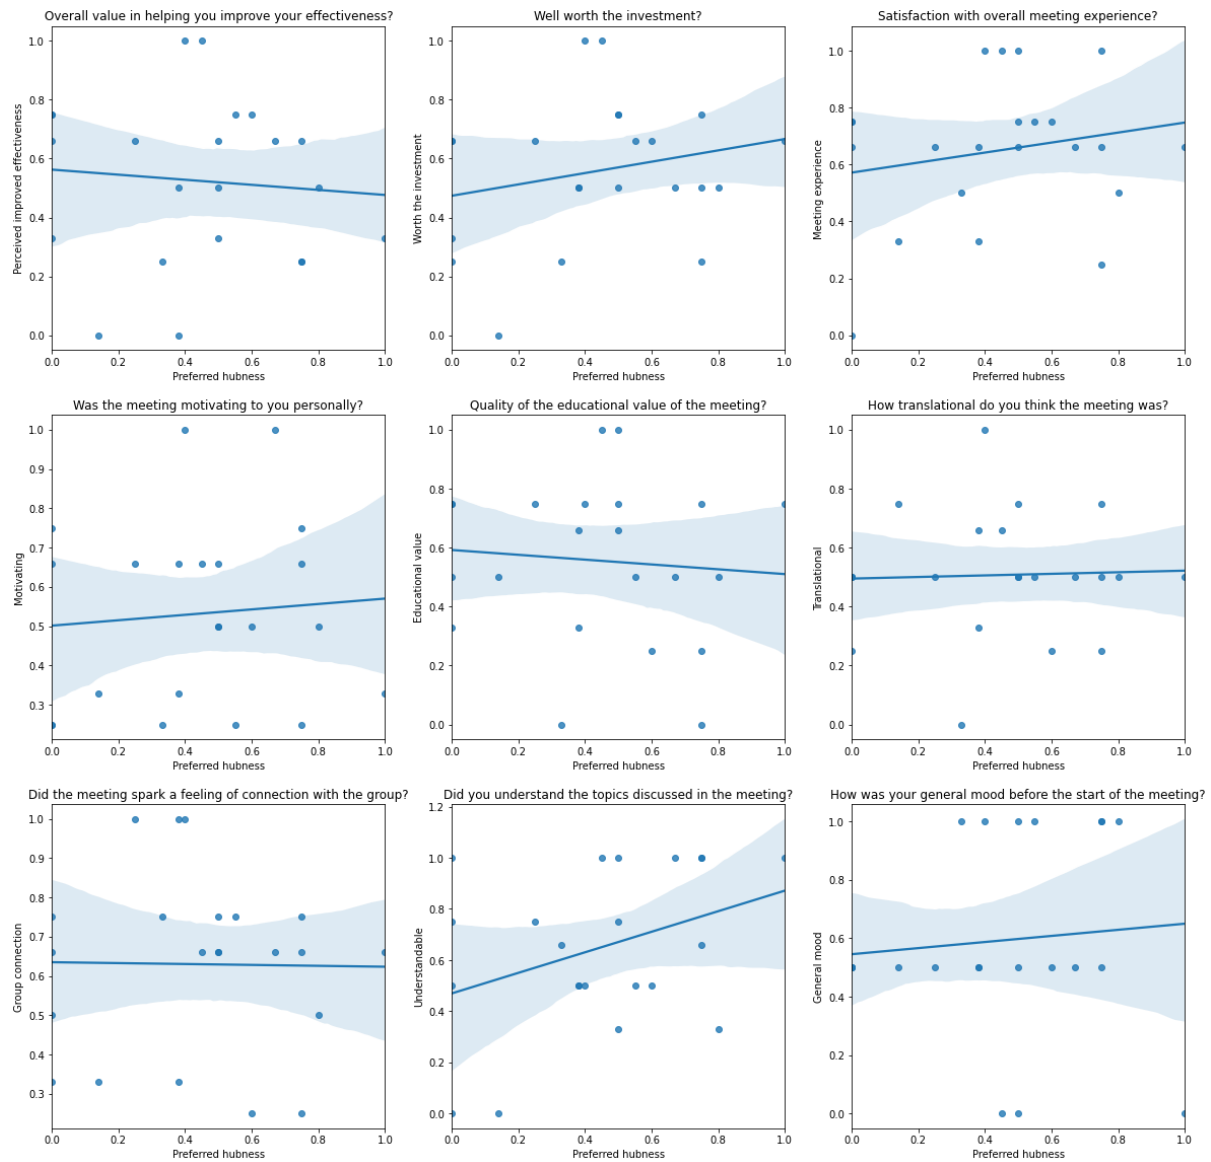 Overall value in helping you improve your effectiveness?
Well worth the investment?
Satisfaction with overall meeting experience?
Perceived improved effectiveness
1.0
0.8
0.6
0.4
0.2
0.0
0.0 0.2 0.4 0.6 0.8 1.0
Preferred hubness
Worth the investment
1.0
0.8
0.6
0.4
0.2
0.0
0.0 0.2 0.4 0.6 0.8 1.0
Preferred hubness
Meeting experience
1.0
0.8
0.6
0.4
0.2
0.0
0.0 0.2 0.4 0.6 0.8 1.0
Preferred hubness
Was the meeting motivating to you personally?
Quality of the educational value of the meeting?
How translational do you think the meeting was?
Motivating
1.0
0.9
0.8
0.7
0.6
0.5
0.4
0.3
0.0 0.2 0.4 0.6 0.8 1.0
Preferred hubness
Educational value
1.0
0.8
0.6
0.4
0.2
0.0
0.0 0.2 0.4 0.6 0.8 1.0
Preferred hubness
Translational
1.0
0.8
0.6
0.4
0.2
0.0
0.0 0.2 0.4 0.6 0.8 1.0
Preferred hubness
Did the meeting spark a feeling of connection with the group?
Did you understand the topics discussed in the meeting?
How was your general mood before the start of the meeting?
Group connection
1.0
0.9
0.8
0.7
0.6
0.5
0.4
0.3
0.0 0.2 0.4 0.6 0.8 1.0
Preferred hubness
Understandable
1.2
1.0
0.8
0.6
0.4
0.2
0.0
0.0 0.2 0.4 0.6 0.8 1.0
Preferred hubness
General mood
1.0
0.8
0.6
0.4
0.2
0.0
0.0 0.2 0.4 0.6 0.8 1.0
Preferred hubness